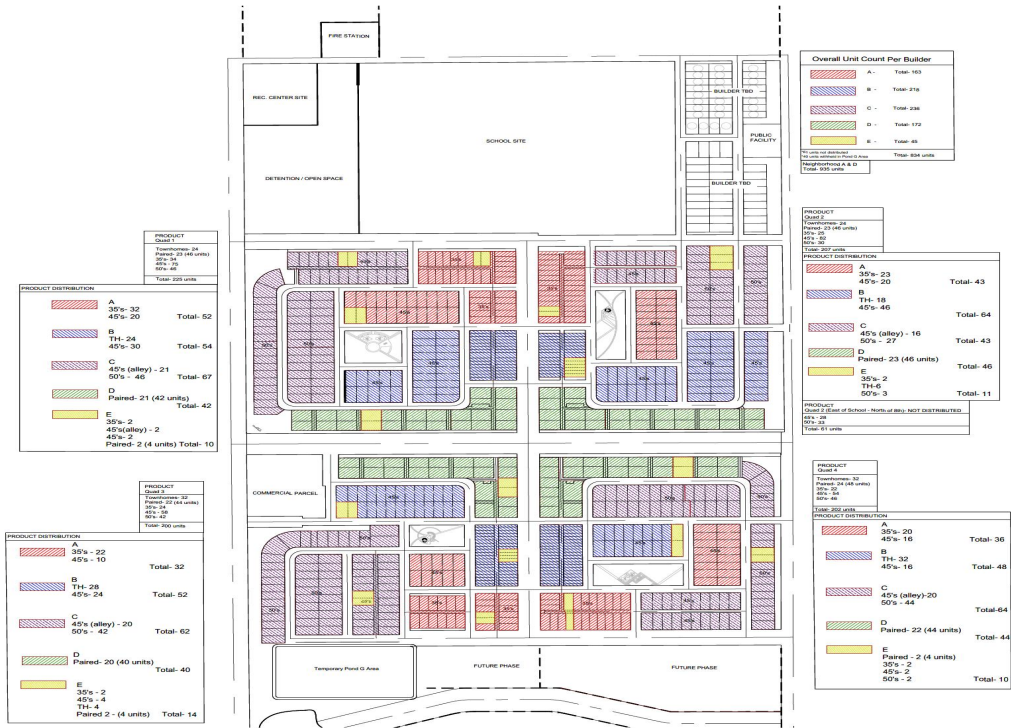 FIRE STATION
REC. CENTER SITE
SCHOOL SITE
DETENTION / OPEN SPACE
BUILDER TBD
PUBLIC
FACILITY
BUILDER TBD
Overall Unit Count Per Builder
A - Total- 163
B - Total- 218
C - Total- 236
D - Total- 172
E - Total- 45
Total- 834 units
Neighborhood A & D
Total- 935 units
PRODUCT
Quad 1
Townhomes- 24
Paired- 23 (46 units)
35's- 34
45's - 75
50's- 46
Total- 225 units
PRODUCT DISTRIBUTION
A
35's- 32
45's- 20 Total- 52
B
TH- 24
45's- 30 Total- 54
C
45's (alley) - 21
50's - 46 Total- 67
D
Paired- 21 (42 units)
Total- 42
E
35's- 2
45's(alley) - 2
45's- 2
Paired- 2 (4 units) Total- 10
PRODUCT
Quad 2
Townhomes- 24
Paired- 23 (46 units)
35's- 25
45's - 82
50's- 30
Total- 207 units
PRODUCT DISTRIBUTION
A
35's- 23
45's- 20 Total- 43
B
TH- 18
45's- 46
Total- 64
C
45's (alley) - 16
50's - 27 Total- 43
D
Paired- 23 (46 units)
Total- 46
E
35's- 2
TH-6
50's- 3 Total- 11
PRODUCT
Quad 2 (East of School - North of 8th)- NOT DISTRIBUTED
45's - 28
50's- 33
Total- 61 units
COMMERCIAL PARCEL
PRODUCT
Quad 3
Townhomes- 32
Paired- 22 (44 units)
35's- 24
45's - 58
50's- 42
Total- 200 units
PRODUCT DISTRIBUTION
A
35's - 22
45's - 10
Total- 32
B
TH- 28
45's- 24 Total- 52
C
45's (alley) - 20
50's - 42 Total- 62
D
Paired- 20 (40 units)
Total- 40
E
35's - 2
45's - 4
TH- 4
Paired 2 - (4 units) Total- 14
PRODUCT
Quad 4
Townhomes- 32
Paired- 24 (48 units)
35's- 22
45's - 54
50's- 46
Total- 202 units
PRODUCT DISTRIBUTION
A
35's- 20
45's- 16 Total- 36
B
TH- 32
45's- 16 Total- 48
C
45's (alley)-20
50's - 44
Total-64
D
Paired- 22 (44 units)
Total- 44
E
Paired - 2 (4 units)
35's - 2
45's- 2
50's - 2 Total- 10
Temporary Pond G Area
FUTURE PHASE
FUTURE PHASE